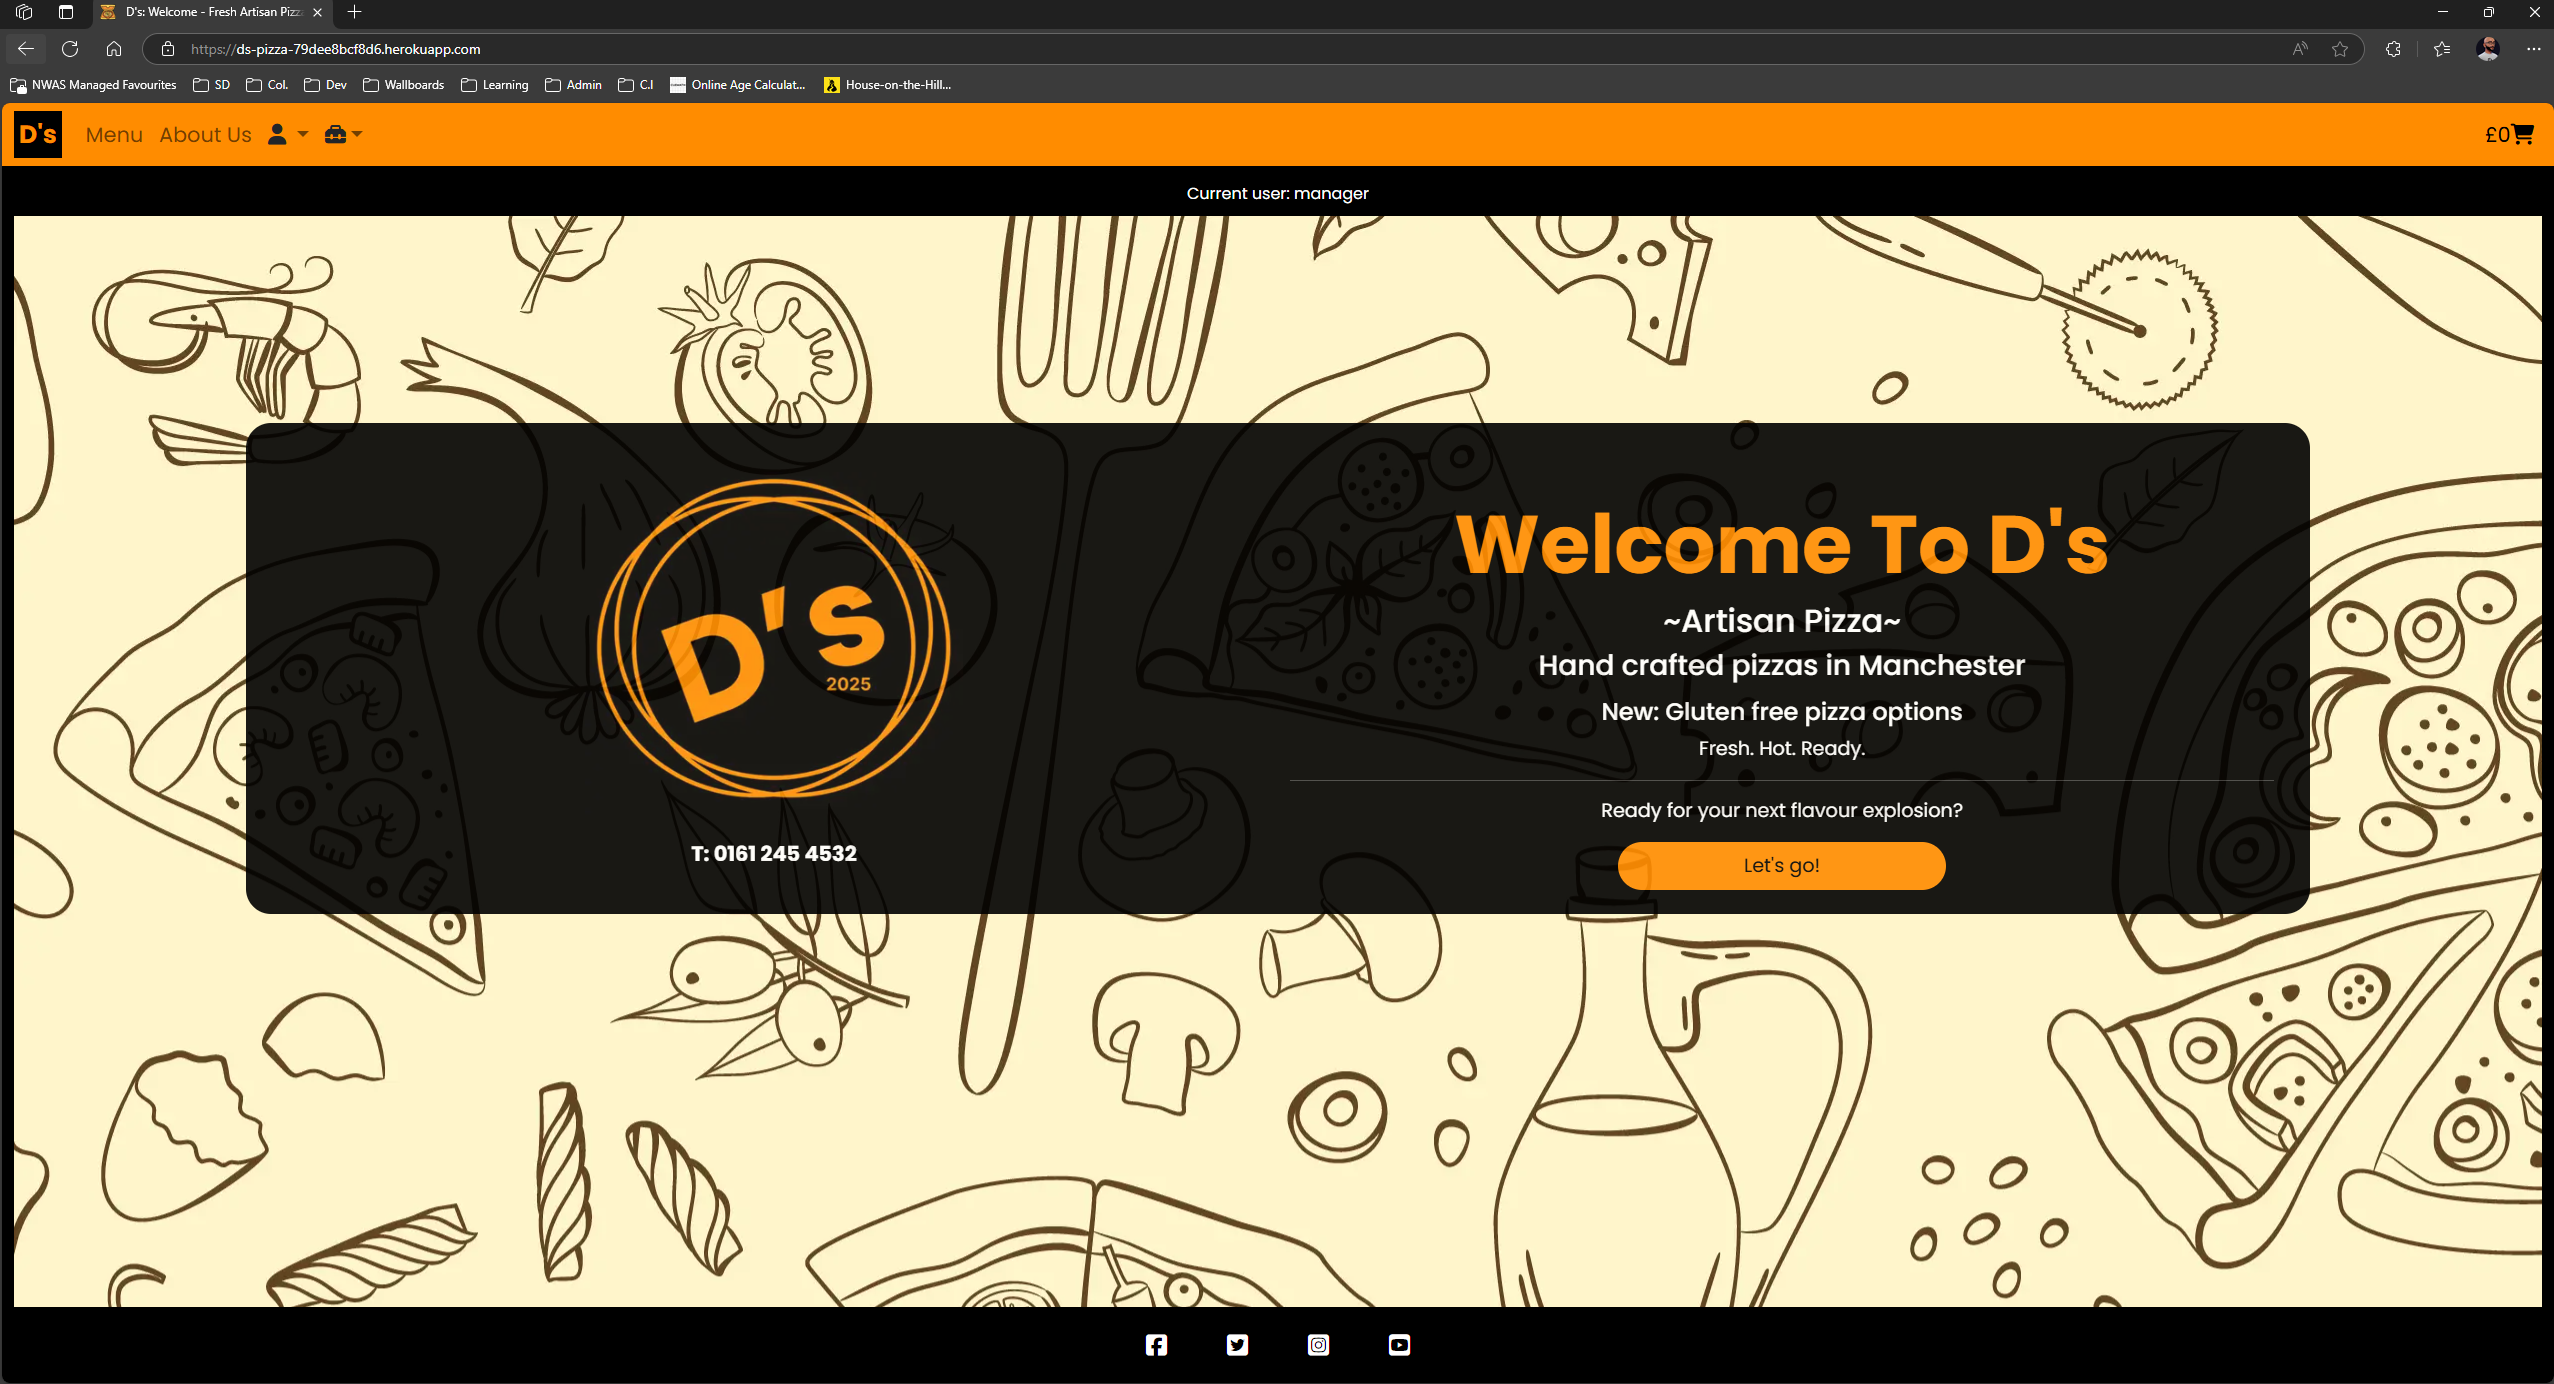 D's: Welcome - Fresh Artisan Pizz
https://ds-pizza-79dee8bcf8d6.herokuapp.com
NWAS Managed Favourites SD Col. Dev Wallboards Learning Admin C.I Online Age Calculat... House-on-the-Hill...
D's Menu About Us £0
Current user: manager
D's
2025
T: 0161 245 4532
Welcome To D's
~Artisan Pizza~
Hand crafted pizzas in Manchester
New: Gluten free pizza options
Fresh. Hot. Ready.
Ready for your next flavour explosion?
Let's go!